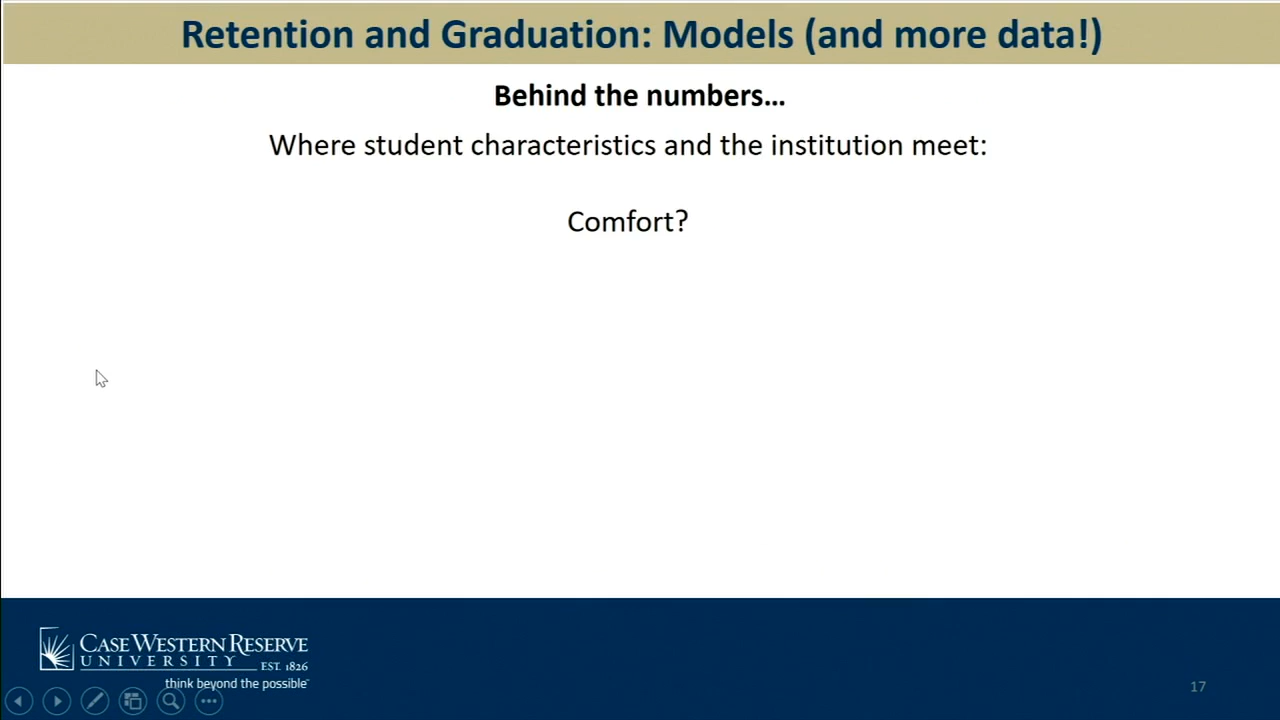 Retention and Graduation: Models (and more data!)
Behind the numbers...
Where student characteristics and the institution meet:
Comfort?
CASE WESTERN RESERVE
UNIVERSITY EST. 1826
think beyond the possible™
17